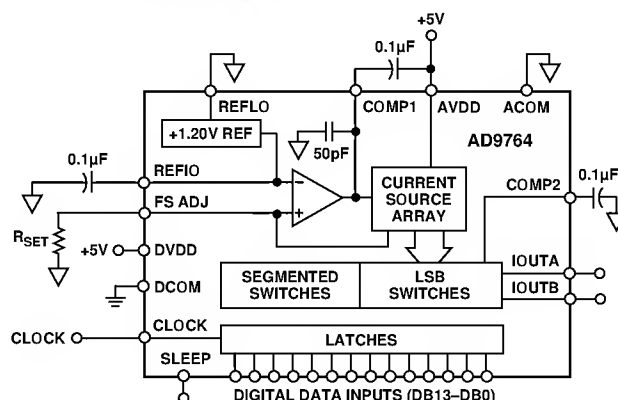 +5V
0.1µF
REFLO
COMP1
AVDD
ACOM
+1.20V REF
50pF
AD9764
0.1µF
REFIO
CURRENT
SOURCE
ARRAY
COMP2
0.1µF
FS ADJ
RSET
+5V
DVDD
DCOM
SEGMENTED
SWITCHES
LSB
SWITCHES
IOUTA
IOUTB
CLOCK
CLOCK
LATCHES
SLEEP
DIGITAL DATA INPUTS (DB13–DB0)